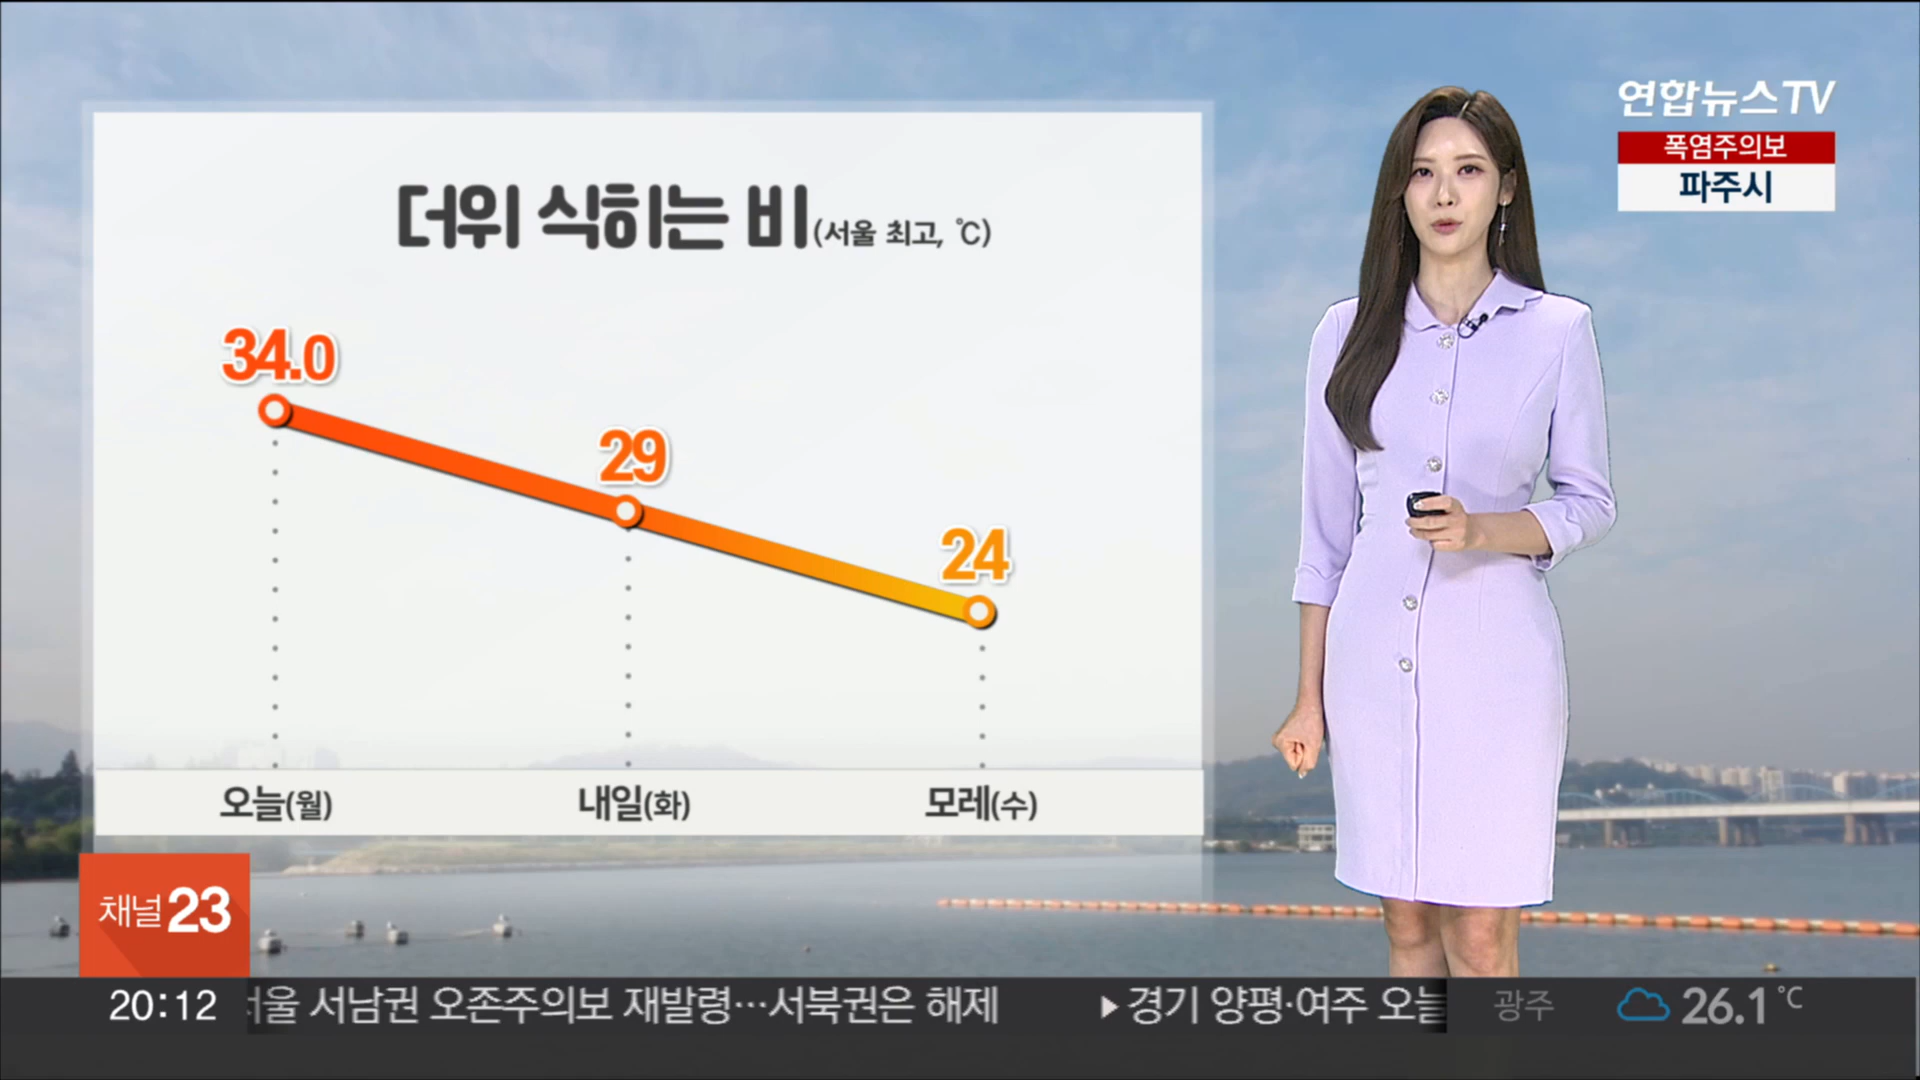 연합뉴스TV
폭염주의보
파주시
더위 식히는 비(서울 최고, ℃)
34.0
29
24
오늘(월) 내일(화) 모레(수)
채널23
20:12 서울 서남권 오존주의보 재발령…서북권은 해제 ▶경기 양평·여주 오늘 광주 26.1℃